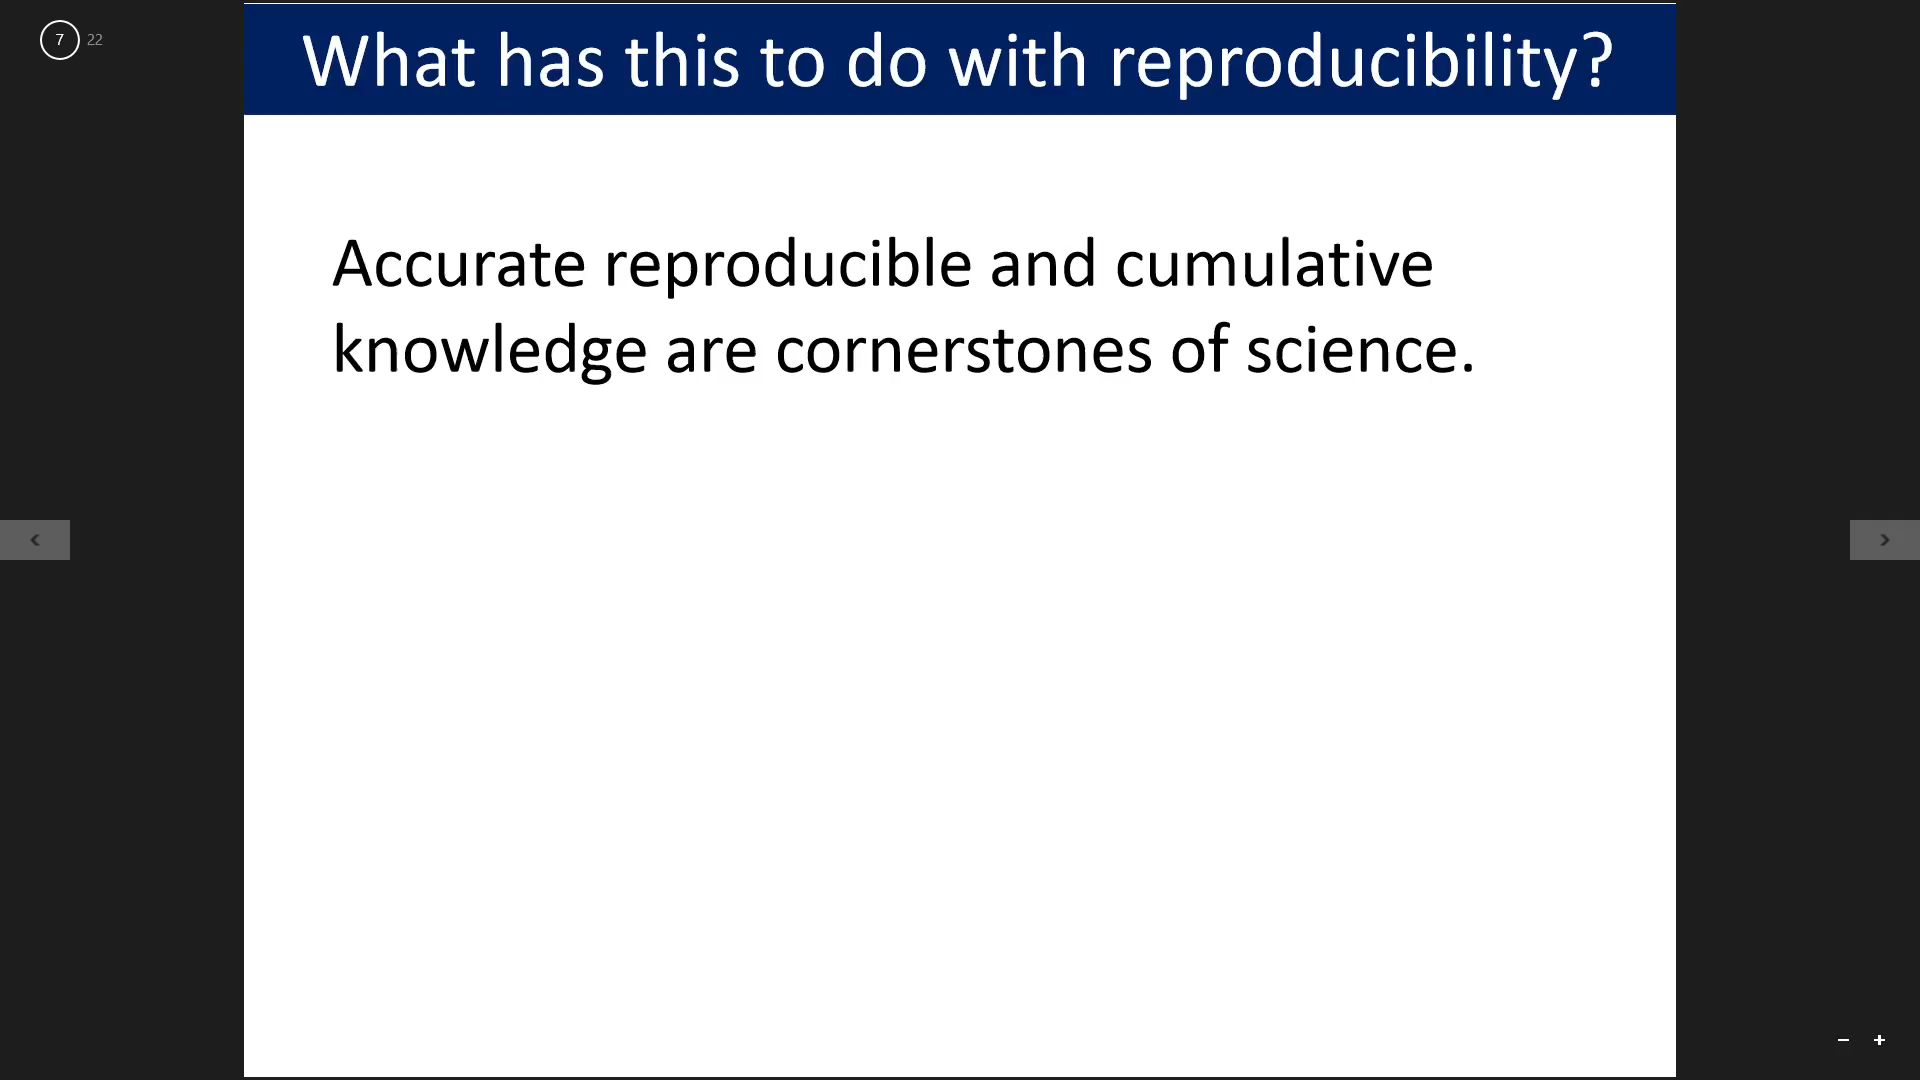 7 22
What has this to do with reproducibility?
Accurate reproducible and cumulative
knowledge are cornerstones of science.